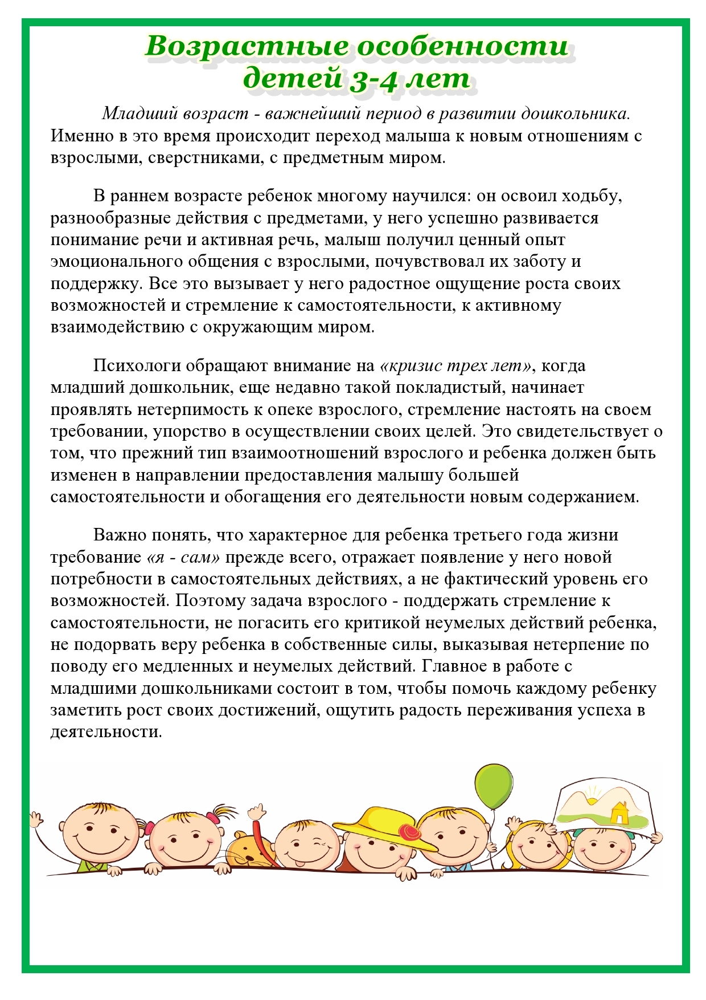 Возрастные особенности
детей 3-4 лет
Младший возраст - важнейший период в развитии дошкольника.
Именно в это время происходит переход малыша к новым отношениям с
взрослыми, сверстниками, с предметным миром.
В раннем возрасте ребенок многому научился: он освоил ходьбу,
разнообразные действия с предметами, у него успешно развивается
понимание речи и активная речь, малыш получил ценный опыт
эмоционального общения с взрослыми, почувствовал их заботу и
поддержку. Все это вызывает у него радостное ощущение роста своих
возможностей и стремление к самостоятельности, к активному
взаимодействию с окружающим миром.
Психологи обращают внимание на «кризис трех лет», когда
младший дошкольник, еще недавно такой покладистый, начинает
проявлять нетерпимость к опеке взрослого, стремление настоять на своем
требовании, упорство в осуществлении своих целей. Это свидетельствует о
том, что прежний тип взаимоотношений взрослого и ребенка должен быть
изменен в направлении предоставления малышу большей
самостоятельности и обогащения его деятельности новым содержанием.
Важно понять, что характерное для ребенка третьего года жизни
требование «я - сам» прежде всего, отражает появление у него новой
потребности в самостоятельных действиях, а не фактический уровень его
возможностей. Поэтому задача взрослого - поддержать стремление к
самостоятельности, не погасить его критикой неумелых действий ребенка,
не подорвать веру ребенка в собственные силы, выказывая нетерпение по
поводу его медленных и неумелых действий. Главное в работе с
младшими дошкольниками состоит в том, чтобы помочь каждому ребенку
заметить рост своих достижений, ощутить радость переживания успеха в
деятельности.